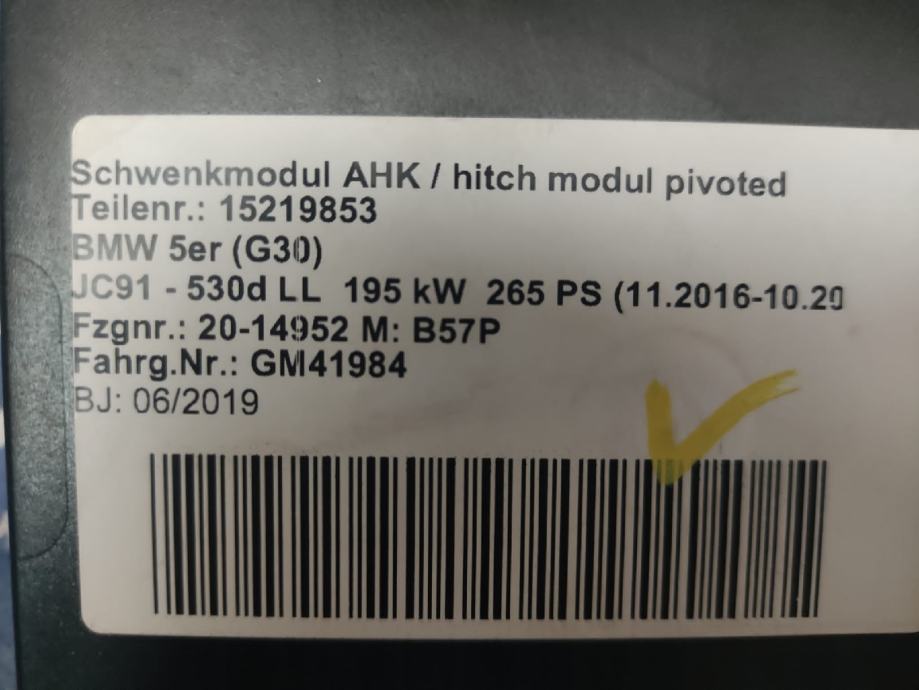 Schwenkmodul AHK / hitch modul pivoted
Teilenr.: 15219853
BMW 5er (G30)
JC91 - 530d LL 195 kW 265 PS (11.2016-10.20
Fzgnr.: 20-14952 M: B57P
Fahrg.Nr.: GM41984
BJ: 06/2019